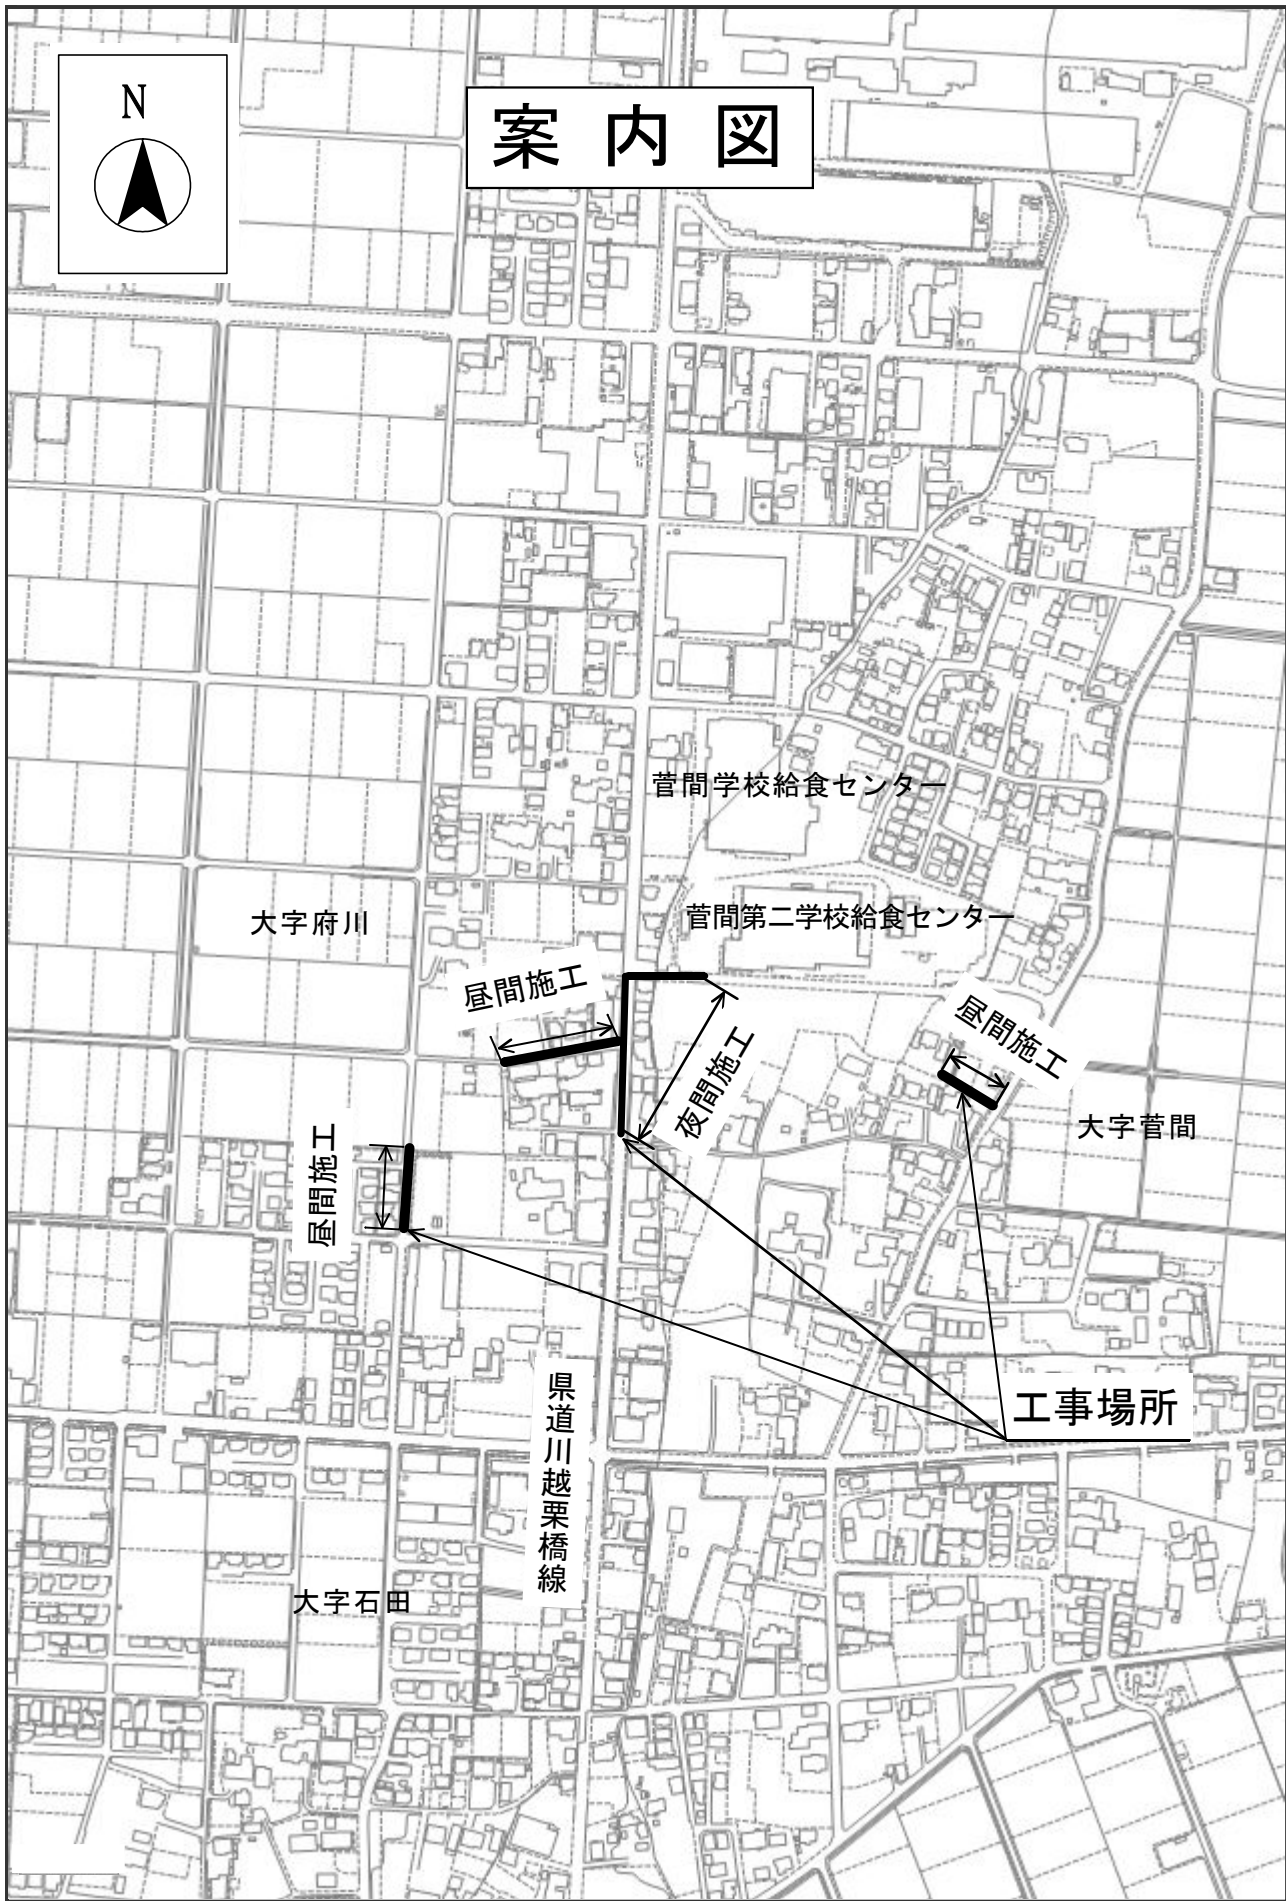 N
案内図
菅間学校給食センター
菅間第二学校給食センター
大字府川
昼間施工
夜間施工
昼間施工
大字菅間
昼間施工
工事場所
県道川越栗橋線
大字石田